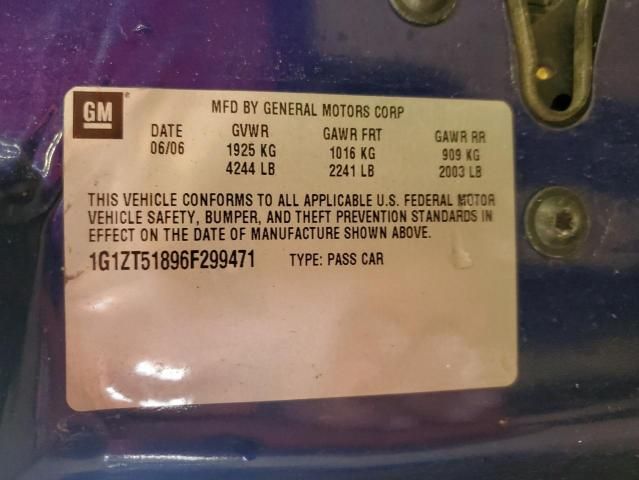 GM
MFD BY GENERAL MOTORS CORP
DATE GVWR GAWR FRT GAWR RR
06/06 1925 KG 1016 KG 909 KG
4244 LB 2241 LB 2003 LB
THIS VEHICLE CONFORMS TO ALL APPLICABLE U.S. FEDERAL MOTOR
VEHICLE SAFETY, BUMPER, AND THEFT PREVENTION STANDARDS IN
EFFECT ON THE DATE OF MANUFACTURE SHOWN ABOVE.
1G1ZT51896F299471 TYPE: PASS CAR